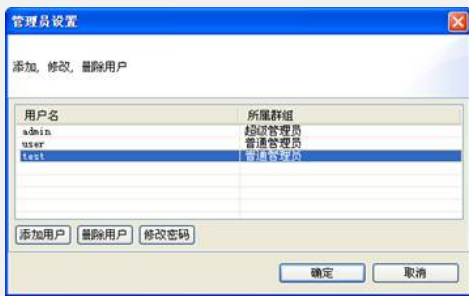 管理员设置
添加, 修改, 删除用户
用户名 所属群组
admin 超级管理员
user 普通管理员
test 普通管理员
添加用户 删除用户 修改密码
确定 取消